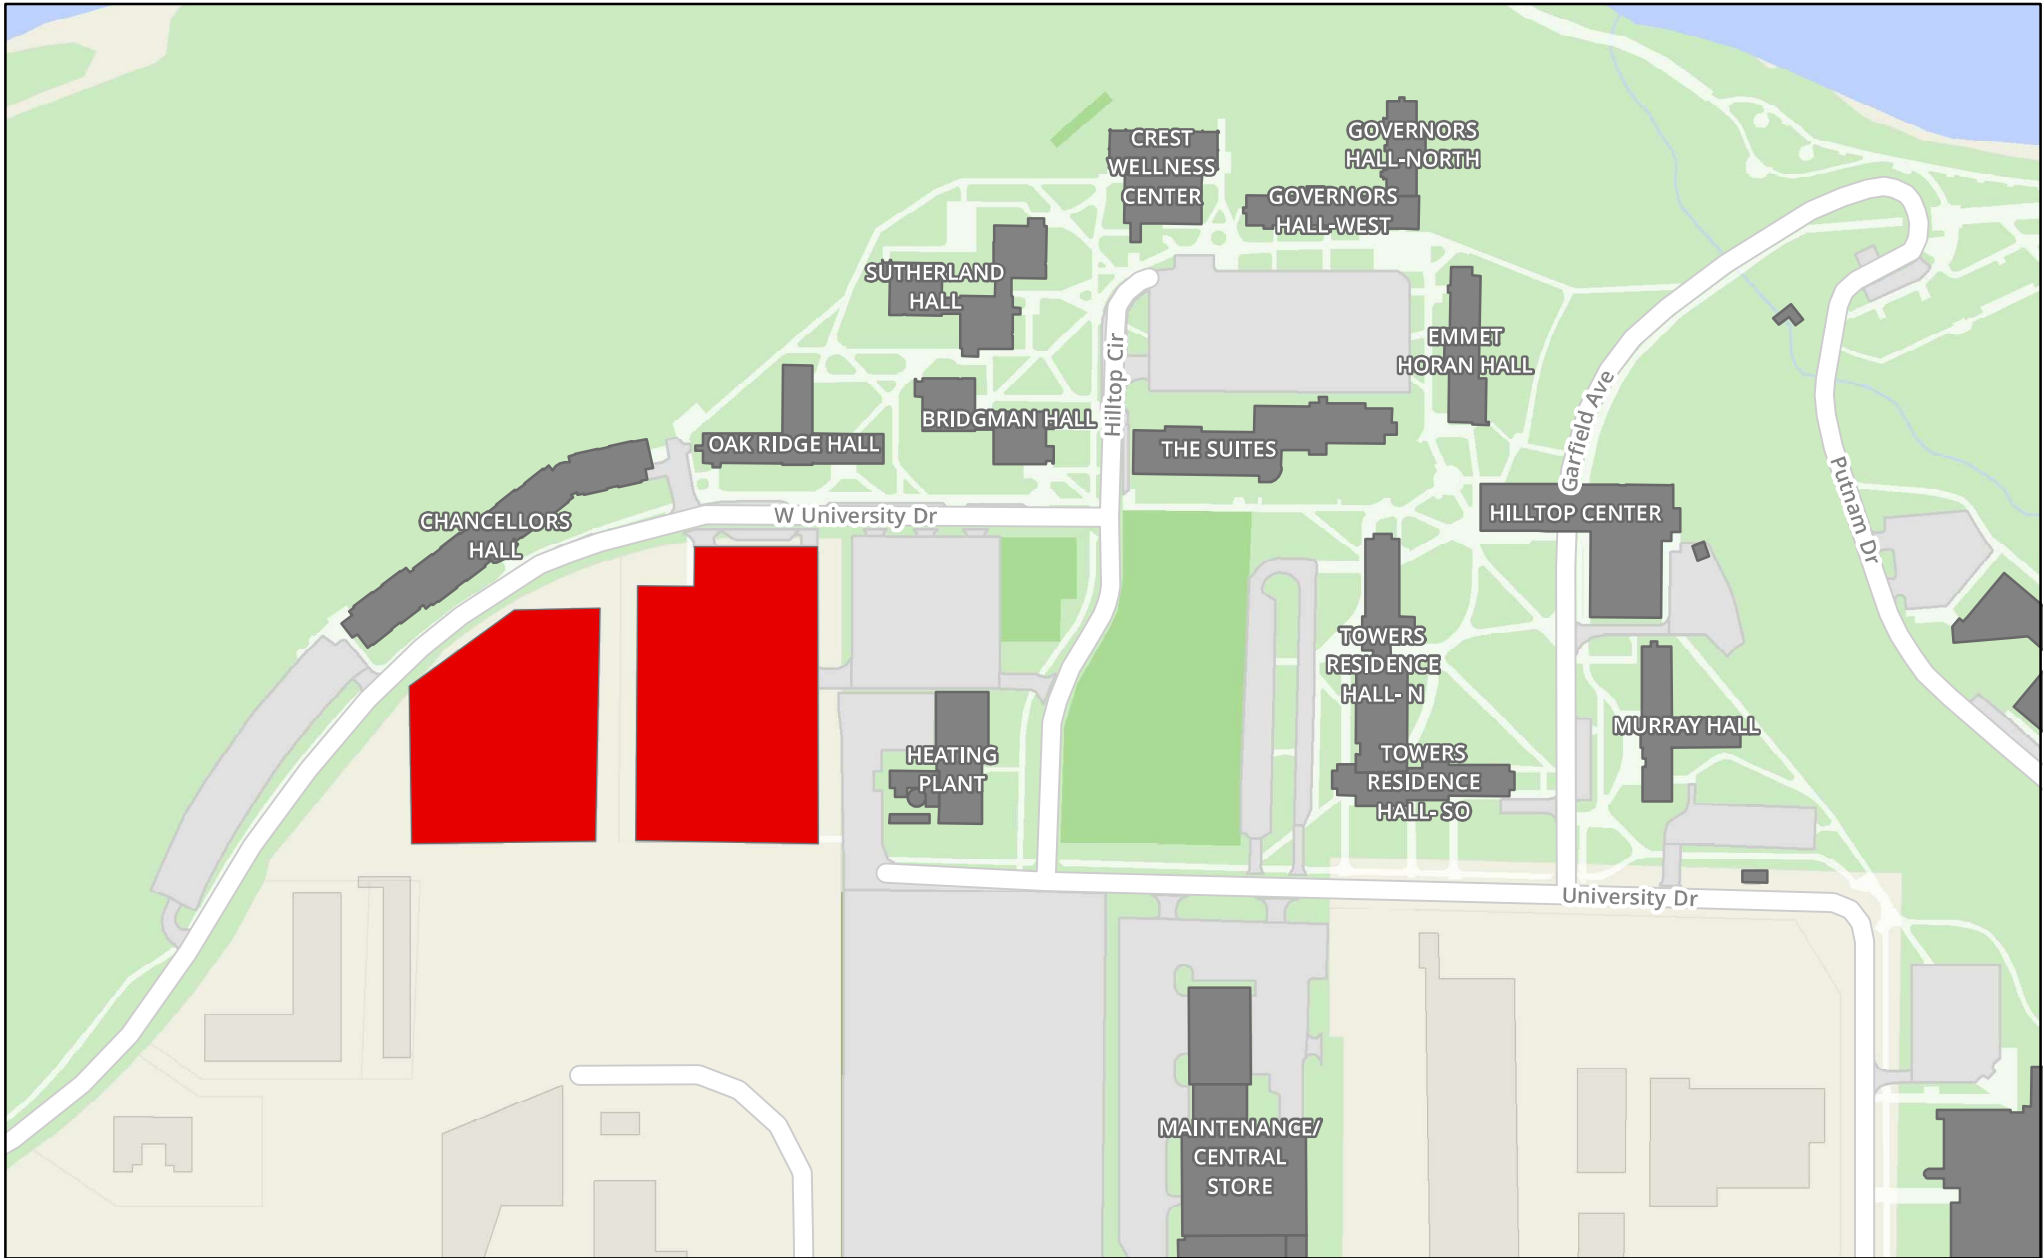 CREST
WELLNESS
CENTER
GOVERNORS
HALL-NORTH
GOVERNORS
HALL-WEST
SUTHERLAND
HALL
EMMET
HORAN HALL
Hilltop Cir
Garfield Ave
BRIDGMAN HALL
OAK RIDGE HALL
THE SUITES
Putnam Dr
CHANCELLORS
HALL
W University Dr
HILLTOP CENTER
TOWERS
RESIDENCE
HALL- N
MURRAY HALL
HEATING
PLANT
TOWERS
RESIDENCE
HALL- SO
University Dr
MAINTENANCE/
CENTRAL
STORE